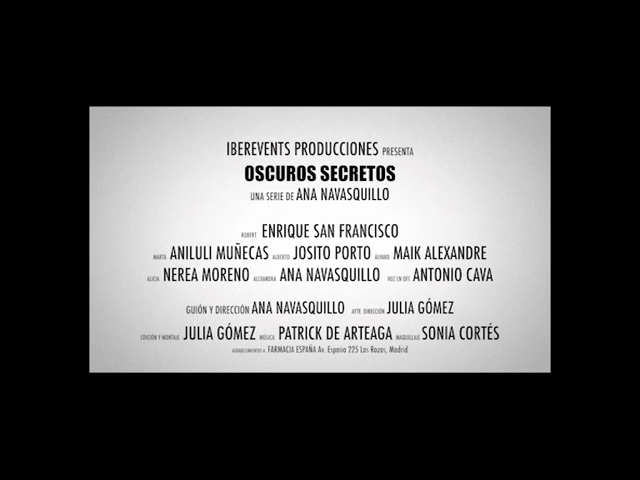 IBEREVENTS PRODUCCIONES PRESENTA
OSCUROS SECRETOS
UNA SERIE DE ANA NAVASQUILLO
ROBERT ENRIQUE SAN FRANCISCO
MARTA ANILULI MUÑECAS ALBERTO JOSITO PORTO ALVARO MAIK ALEXANDRE
ALICIA NEREA MORENO ALEXANDRA ANA NAVASQUILLO VOZ EN OFF ANTONIO CAVA
GUIÓN Y DIRECCIÓN ANA NAVASQUILLO AYTE. DIRECCIÓN JULIA GÓMEZ
EDICIÓN Y MONTAJE JULIA GÓMEZ MÚSICA PATRICK DE ARTEAGA MAQUILLAJE SONIA CORTÉS
AGRADECIMIENTOS A FARMACIA ESPAÑA Av. España 225 Las Rozas, Madrid